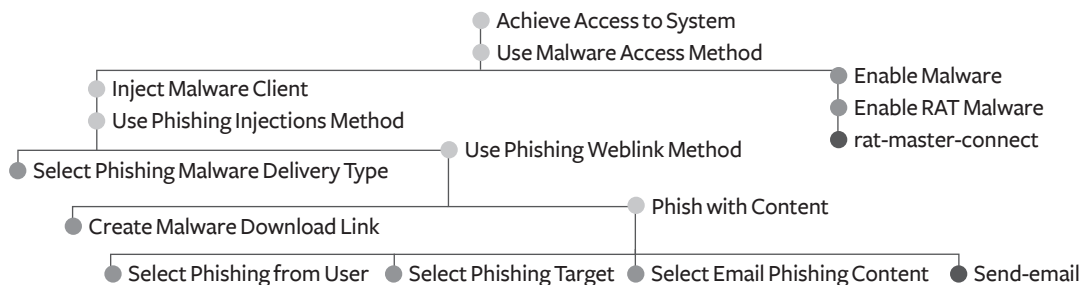 Achieve Access to System
Use Malware Access Method
Inject Malware Client
Enable Malware
Use Phishing Injections Method
Enable RAT Malware
rat-master-connect
Select Phishing Malware Delivery Type
Use Phishing Weblink Method
Create Malware Download Link
Phish with Content
Select Phishing from User
Select Phishing Target
Select Email Phishing Content
Send-email